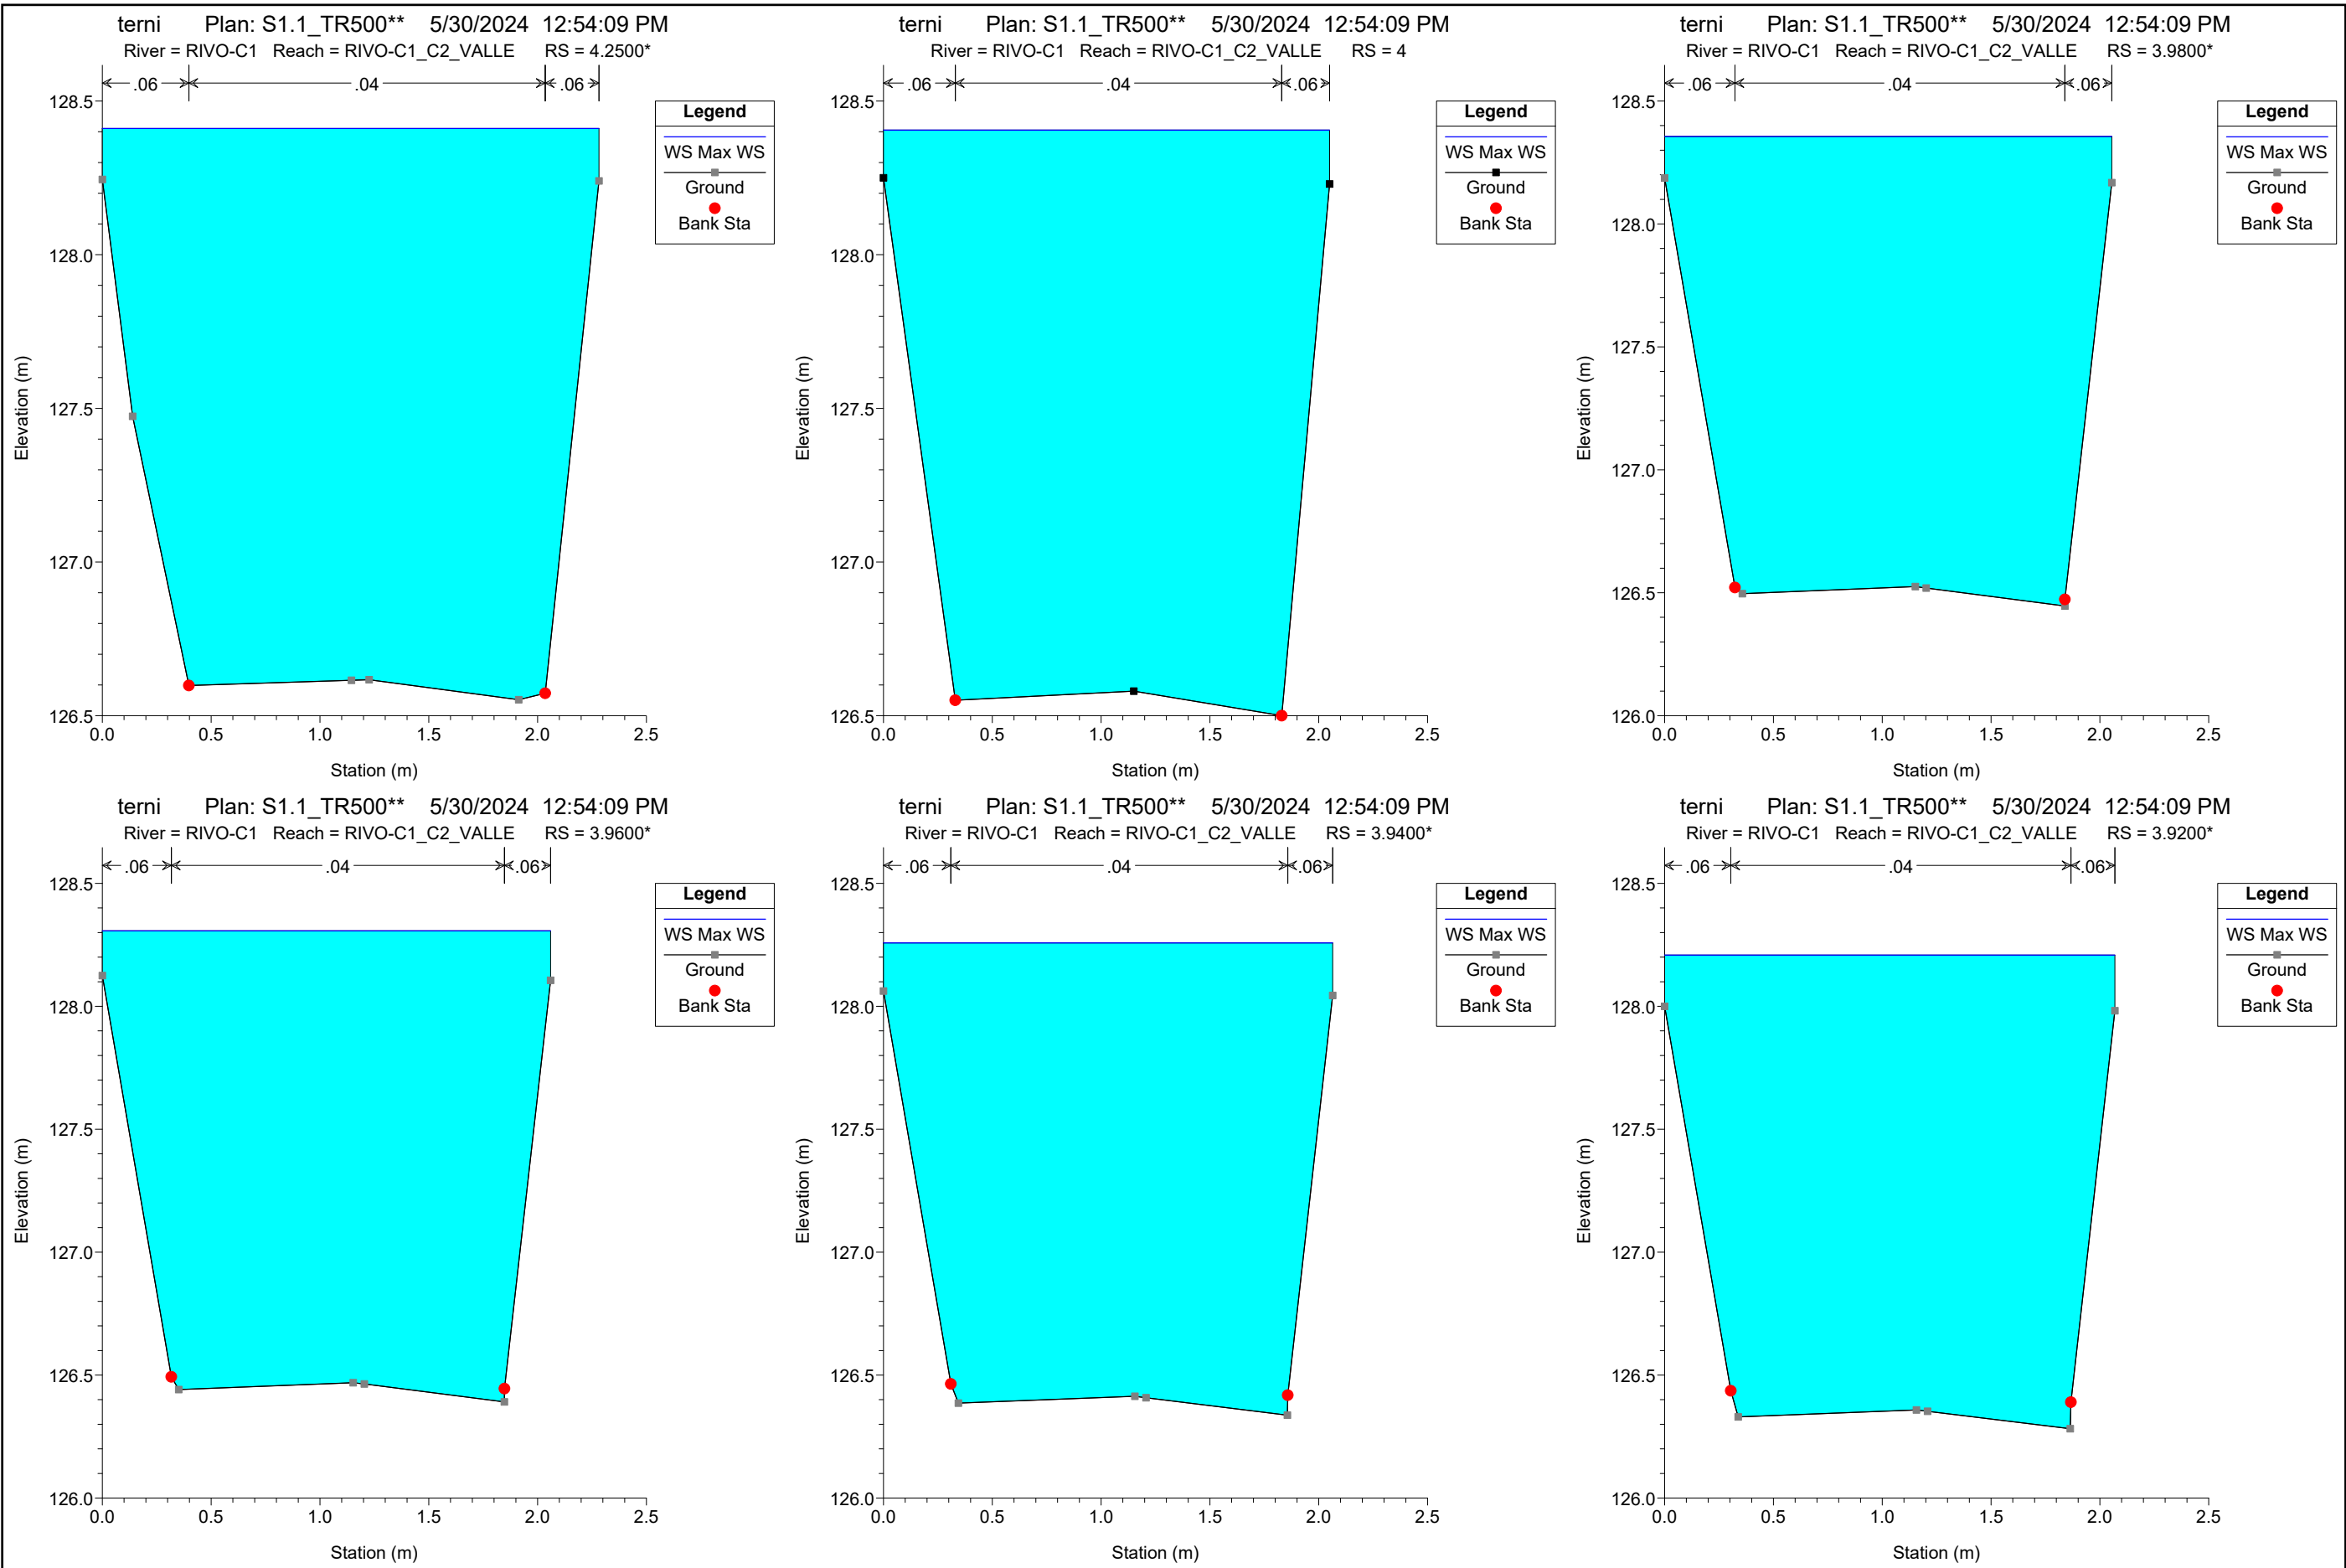 terni Plan: S1.1_TR500** 5/30/2024 12:54:09 PM
River = RIVO-C1 Reach = RIVO-C1_C2_VALLE RS = 4.2500*
.06 .04 .06
128.5
128.0
127.5
127.0
126.5
0.0 0.5 1.0 1.5 2.0 2.5
Station (m)
Elevation (m)
Legend
WS Max WS
Ground
Bank Sta
terni Plan: S1.1_TR500** 5/30/2024 12:54:09 PM
River = RIVO-C1 Reach = RIVO-C1_C2_VALLE RS = 4
.06 .04 .06
128.5
128.0
127.5
127.0
126.5
0.0 0.5 1.0 1.5 2.0 2.5
Station (m)
Elevation (m)
Legend
WS Max WS
Ground
Bank Sta
terni Plan: S1.1_TR500** 5/30/2024 12:54:09 PM
River = RIVO-C1 Reach = RIVO-C1_C2_VALLE RS = 3.9800*
.06 .04 .06
128.5
128.0
127.5
127.0
126.5
126.0
0.0 0.5 1.0 1.5 2.0 2.5
Station (m)
Elevation (m)
Legend
WS Max WS
Ground
Bank Sta
terni Plan: S1.1_TR500** 5/30/2024 12:54:09 PM
River = RIVO-C1 Reach = RIVO-C1_C2_VALLE RS = 3.9600*
.06 .04 .06
128.5
128.0
127.5
127.0
126.5
126.0
0.0 0.5 1.0 1.5 2.0 2.5
Station (m)
Elevation (m)
Legend
WS Max WS
Ground
Bank Sta
terni Plan: S1.1_TR500** 5/30/2024 12:54:09 PM
River = RIVO-C1 Reach = RIVO-C1_C2_VALLE RS = 3.9400*
.06 .04 .06
128.5
128.0
127.5
127.0
126.5
126.0
0.0 0.5 1.0 1.5 2.0 2.5
Station (m)
Elevation (m)
Legend
WS Max WS
Ground
Bank Sta
terni Plan: S1.1_TR500** 5/30/2024 12:54:09 PM
River = RIVO-C1 Reach = RIVO-C1_C2_VALLE RS = 3.9200*
.06 .04 .06
128.5
128.0
127.5
127.0
126.5
126.0
0.0 0.5 1.0 1.5 2.0 2.5
Station (m)
Elevation (m)
Legend
WS Max WS
Ground
Bank Sta